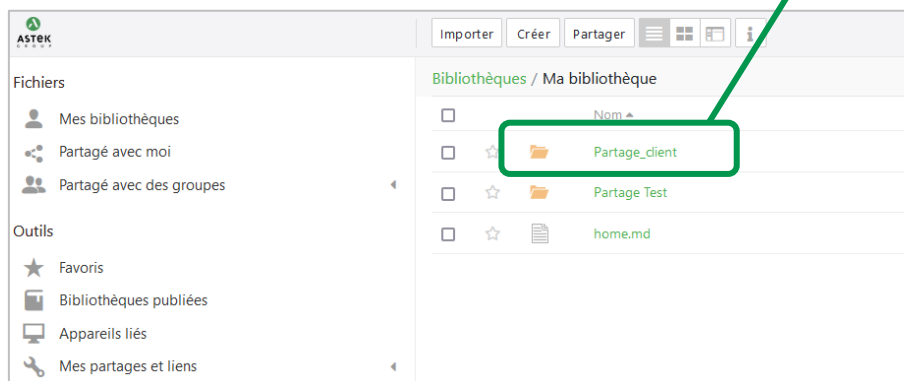 ASTEK
GROUP
Importer Créer Partager
Fichiers
Bibliothèques / Ma bibliothèque
Mes bibliothèques
Nom
Partagé avec moi
Partage_client
Partagé avec des groupes
Partage Test
Outils
home.md
Favoris
Bibliothèques publiées
Appareils liés
Mes partages et liens